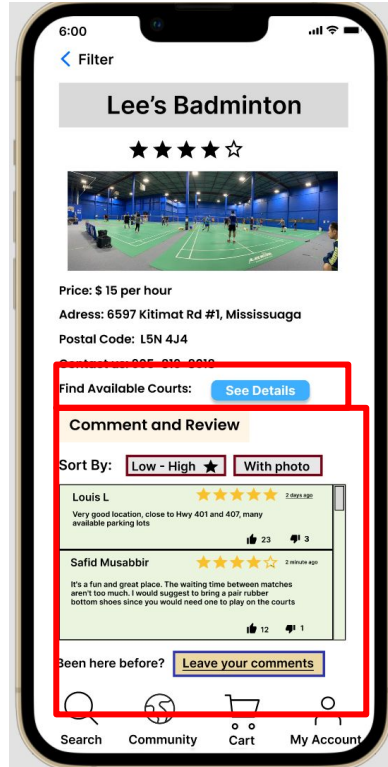 6:00
Filter
Lee's Badminton
Price: $ 15 per hour
Adress: 6597 Kitimat Rd #1, Mississuaga
Postal Code: L5N 4J4
Contact us:
Find Available Courts: See Details
Comment and Review
Sort By: Low - High ★ With photo
Louis L 2 days ago
Very good location, close to Hwy 401 and 407, many
available parking lots
23 3
Safid Musabbir 2 minute ago
It's a fun and great place. The waiting time between matches
aren't too much. I would suggest to bring a pair rubber
bottom shoes since you would need one to play on the courts
12 1
Been here before? Leave your comments
Search Community Cart My Account